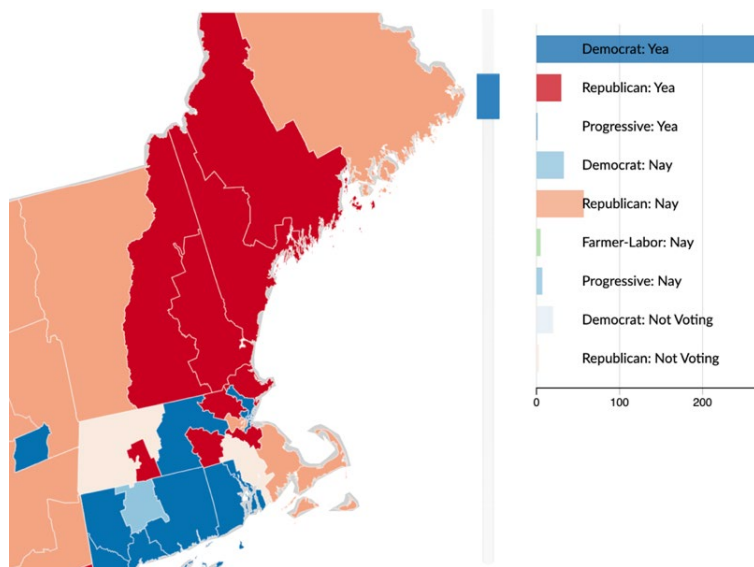 Democrat: Yea
Republican: Yea
Progressive: Yea
Democrat: Nay
Republican: Nay
Farmer-Labor: Nay
Progressive: Nay
Democrat: Not Voting
Republican: Not Voting
0 100 200